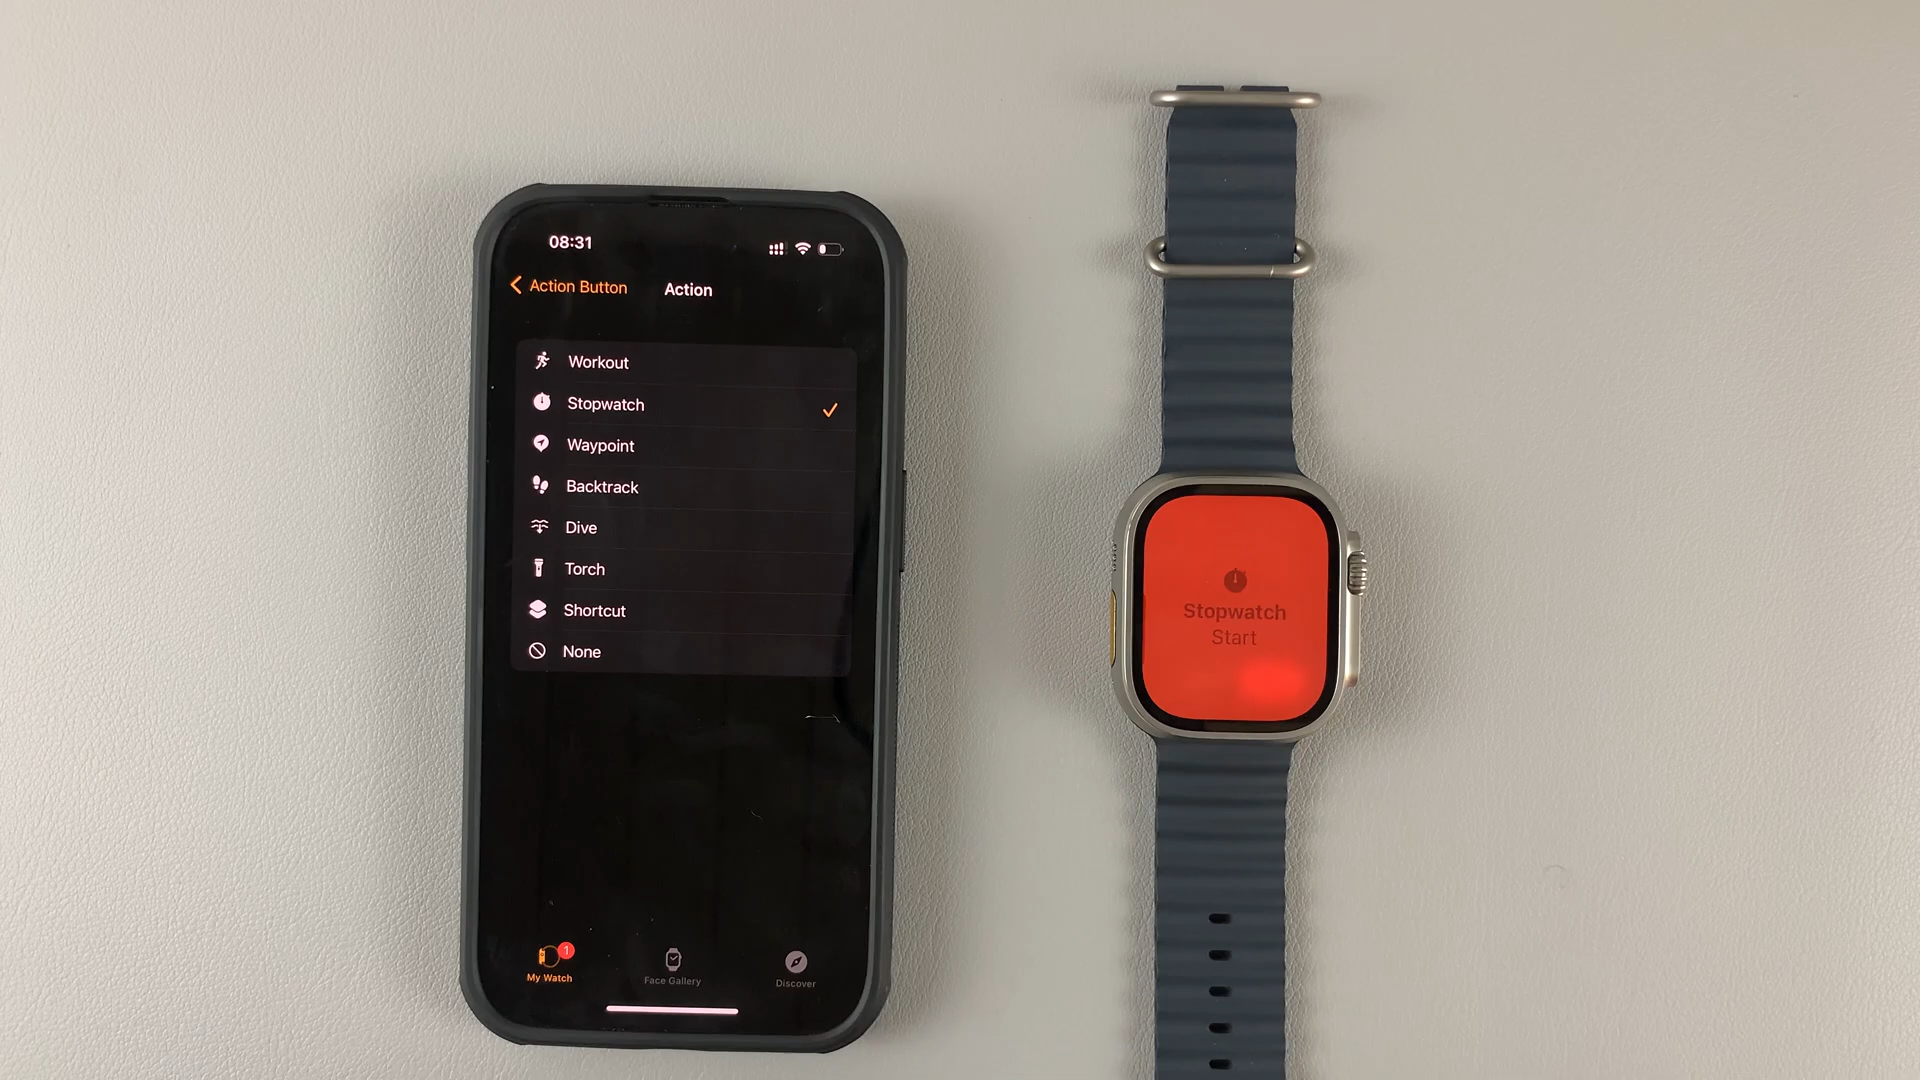 08:31
Action Button
Action
Workout
Stopwatch
Waypoint
Backtrack
Dive
Torch
Shortcut
None
1
My Watch
Face Gallery
Discover
Stopwatch
Start